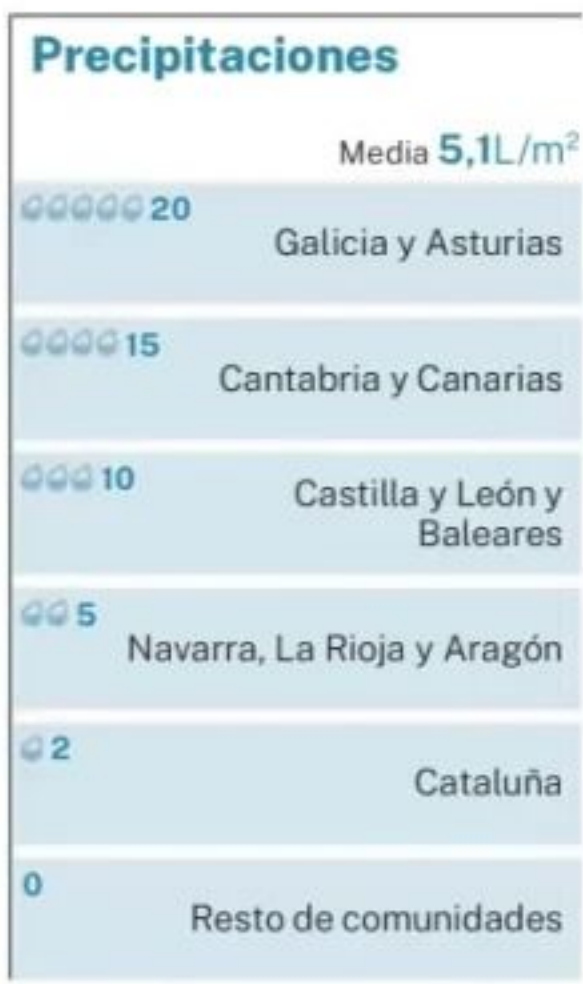 Precipitaciones
Media 5,1L/m²
20
Galicia y Asturias
15
Cantabria y Canarias
10
Castilla y León y
Baleares
5
Navarra, La Rioja y Aragón
2
Cataluña
0
Resto de comunidades